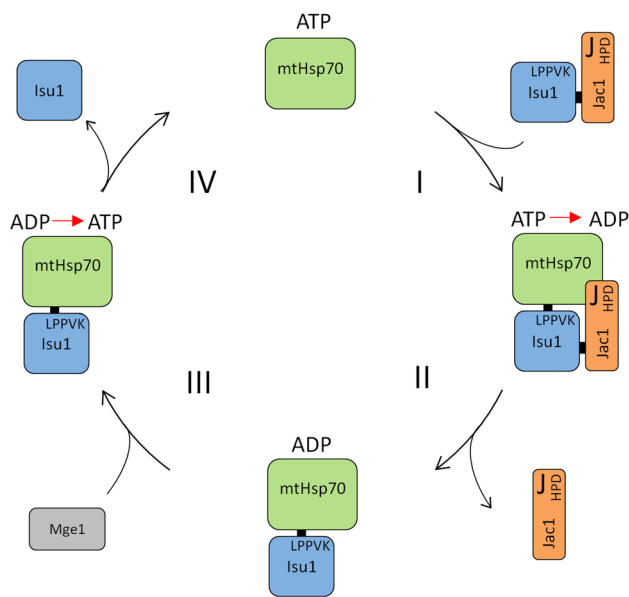 ATP
mtHsp70
Isu1
LPPVK
Isu1
J
HPD
Jac1
IV
I
ADP ATP
mtHsp70
LPPVK
Isu1
ATP ADP
mtHsp70
J
HPD
LPPVK
Isu1
Jac1
III
II
ADP
mtHsp70
LPPVK
Isu1
Mge1
J
HPD
Jac1